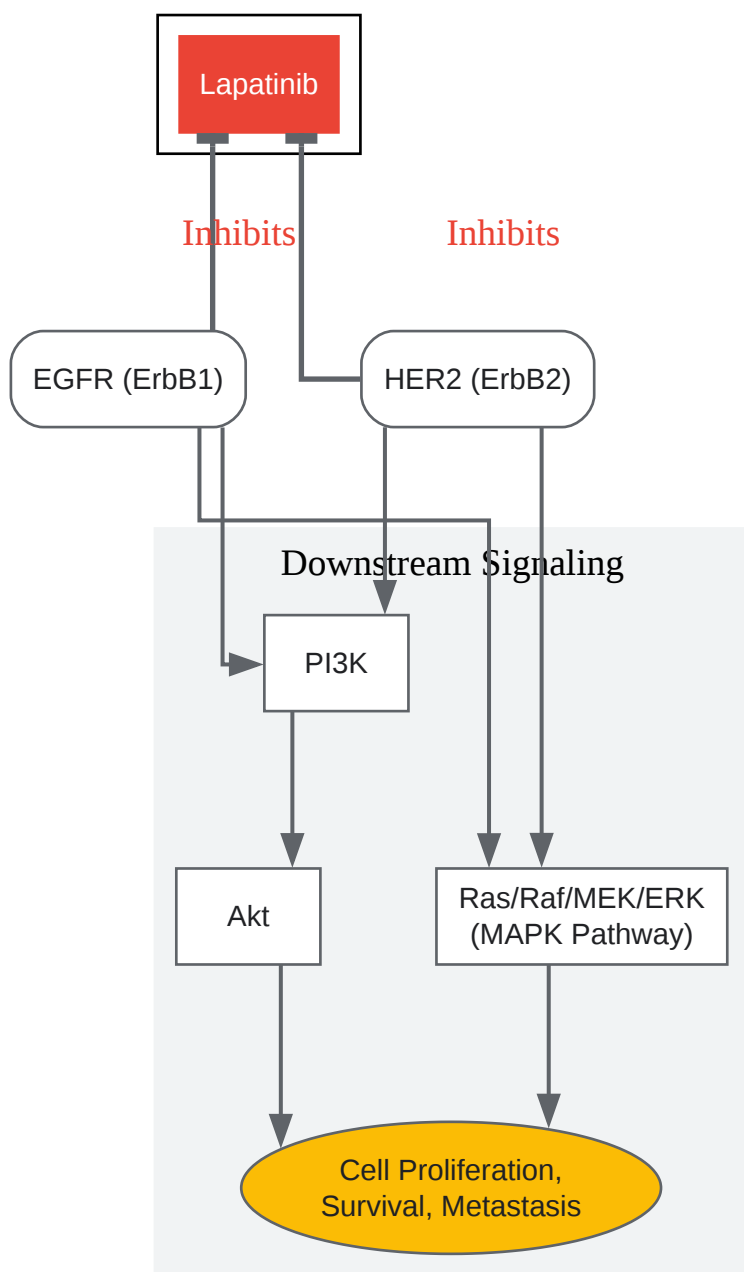 Lapatinib
Inhibits
Inhibits
EGFR (ErbB1)
HER2 (ErbB2)
Downstream Signaling
PI3K
Akt
Ras/Raf/MEK/ERK
(MAPK Pathway)
Cell Proliferation,
Survival, Metastasis